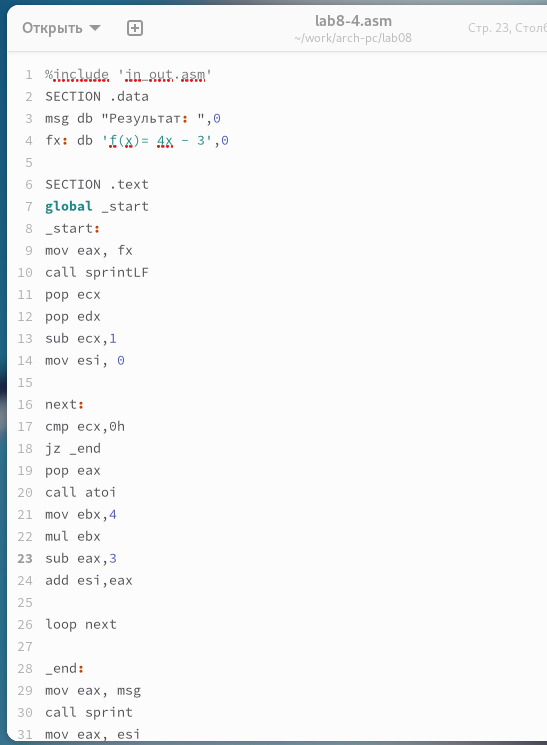 Открыть
lab8-4.asm
~/work/arch-pc/lab08
Стр. 23, Столб
1 %include 'in_out.asm'
2 SECTION .data
3 msg db "Результат: ",0
4 fx: db 'f(x)= 4x - 3',0
5
6 SECTION .text
7 global _start
8 _start:
9 mov eax, fx
10 call sprintLF
11 pop ecx
12 pop edx
13 sub ecx,1
14 mov esi, 0
15
16 next:
17 cmp ecx,0h
18 jz _end
19 pop eax
20 call atoi
21 mov ebx,4
22 mul ebx
23 sub eax,3
24 add esi,eax
25
26 loop next
27
28 _end:
29 mov eax, msg
30 call sprint
31 mov eax, esi